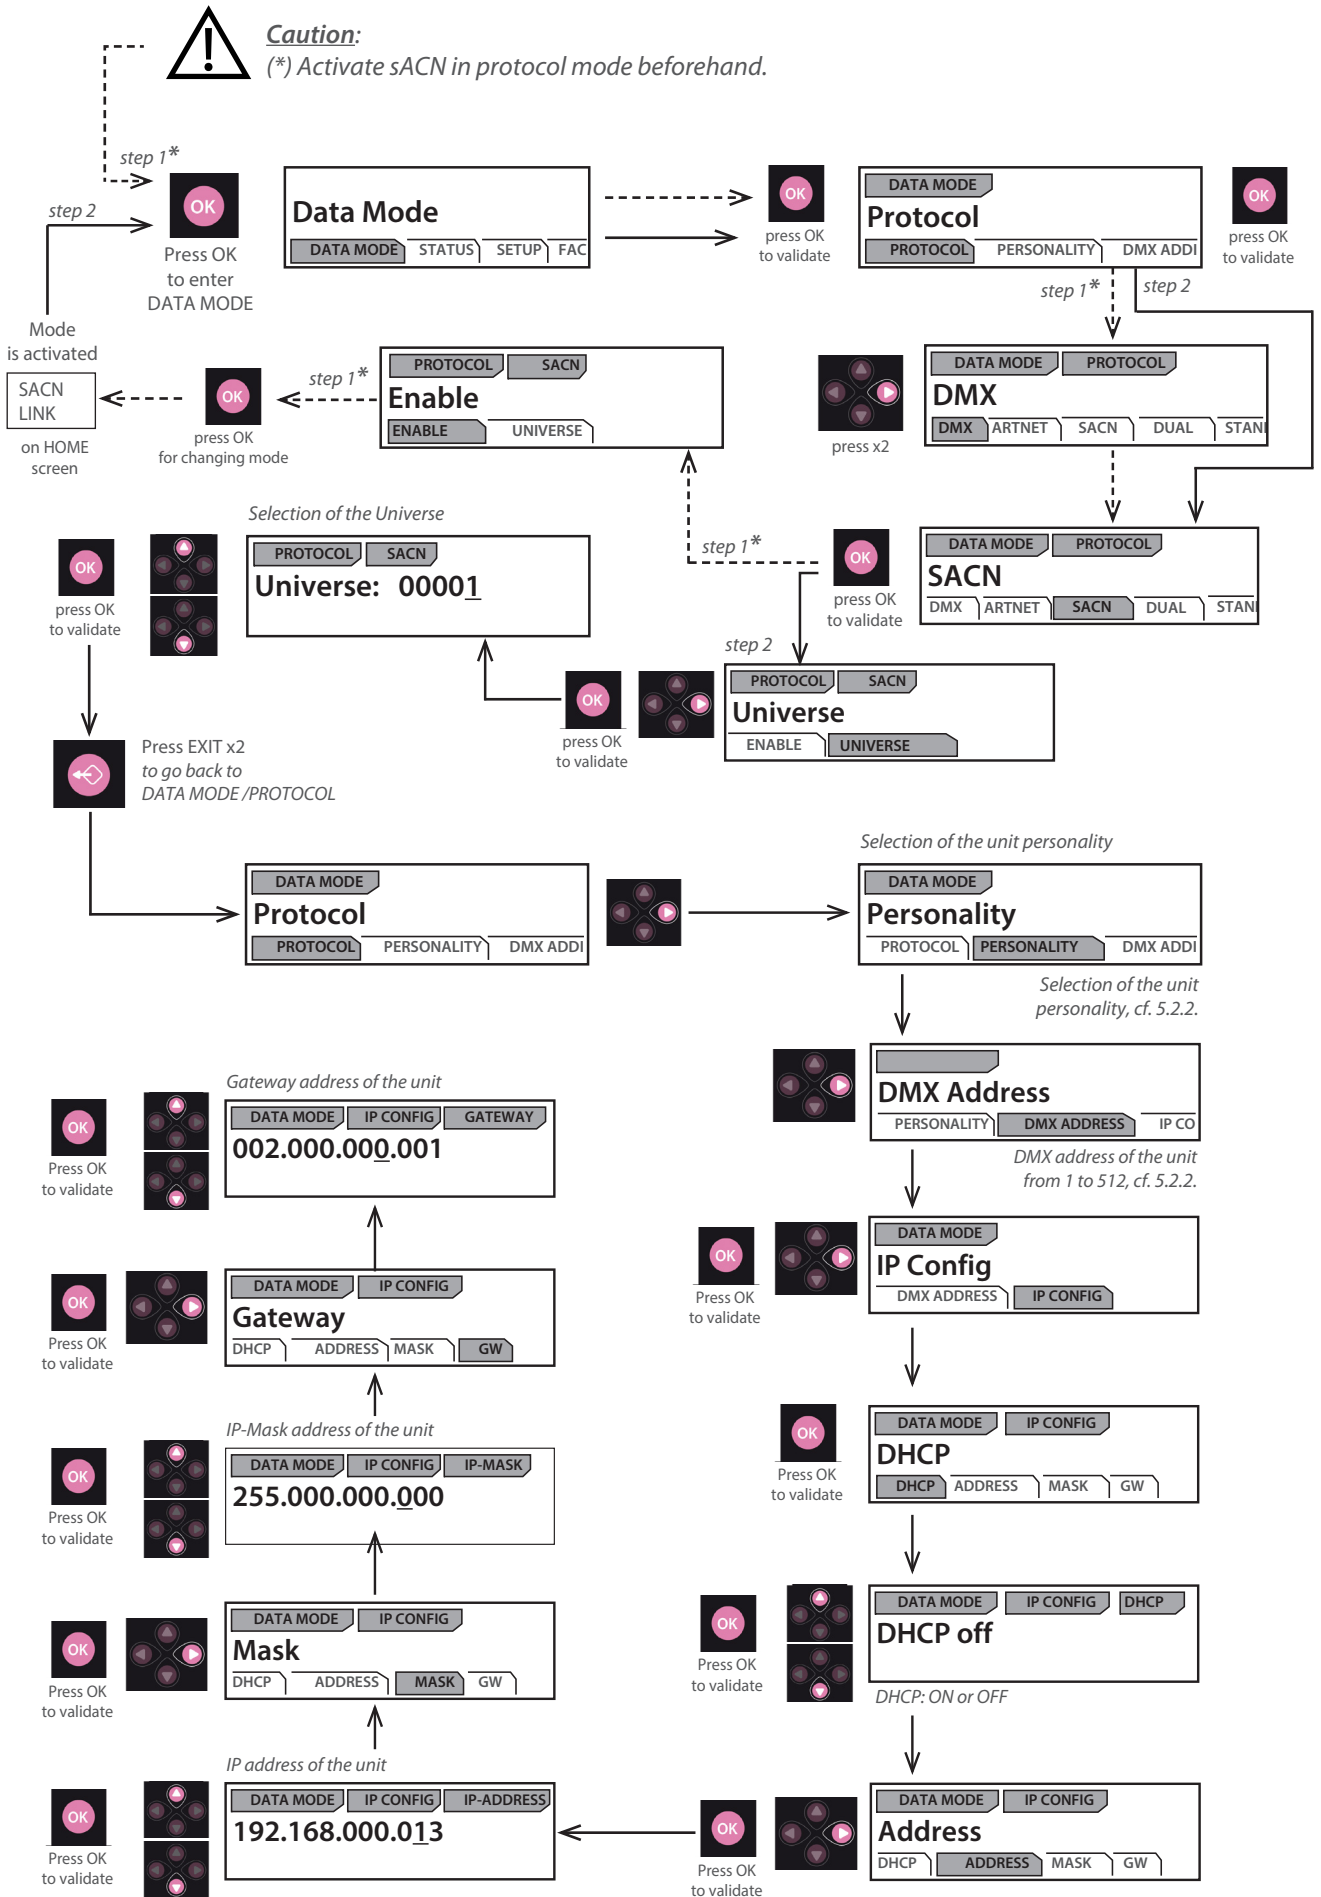 Caution:
(*) Activate sACN in protocol mode beforehand.
step 1*
step 2
OK
Press OK
to enter
DATA MODE
Data Mode
DATA MODE STATUS SETUP FAC
OK
press OK
to validate
DATA MODE
Protocol
PROTOCOL PERSONALITY DMX ADDI
OK
press OK
to validate
step 1*
step 2
Mode
is activated
SACN
LINK
on HOME
screen
OK
press OK
for changing mode
step 1*
PROTOCOL SACN
Enable
ENABLE UNIVERSE
press x2
DATA MODE PROTOCOL
DMX
DMX ARTNET SACN DUAL STANI
DATA MODE PROTOCOL
SACN
DMX ARTNET SACN DUAL STANI
OK
press OK
to validate
step 1*
step 2
PROTOCOL SACN
Universe
ENABLE UNIVERSE
OK
press OK
to validate
Selection of the Universe
PROTOCOL SACN
Universe: 00001
OK
press OK
to validate
Press EXIT x2
to go back to
DATA MODE /PROTOCOL
DATA MODE
Protocol
PROTOCOL PERSONALITY DMX ADDI
Selection of the unit personality
DATA MODE
Personality
PROTOCOL PERSONALITY DMX ADDI
Selection of the unit
personality, cf. 5.2.2.
DMX Address
PERSONALITY DMX ADDRESS IP CO
DMX address of the unit
from 1 to 512, cf. 5.2.2.
OK
Press OK
to validate
DATA MODE
IP Config
DMX ADDRESS IP CONFIG
OK
Press OK
to validate
DATA MODE IP CONFIG
DHCP
DHCP ADDRESS MASK GW
OK
Press OK
to validate
DATA MODE IP CONFIG DHCP
DHCP off
DHCP: ON or OFF
OK
Press OK
to validate
DATA MODE IP CONFIG
Address
DHCP ADDRESS MASK GW
IP address of the unit
OK
Press OK
to validate
DATA MODE IP CONFIG IP-ADDRESS
192.168.000.013
OK
Press OK
to validate
DATA MODE IP CONFIG
Mask
DHCP ADDRESS MASK GW
IP-Mask address of the unit
OK
Press OK
to validate
DATA MODE IP CONFIG IP-MASK
255.000.000.000
OK
Press OK
to validate
DATA MODE IP CONFIG
Gateway
DHCP ADDRESS MASK GW
Gateway address of the unit
OK
Press OK
to validate
DATA MODE IP CONFIG GATEWAY
002.000.000.001